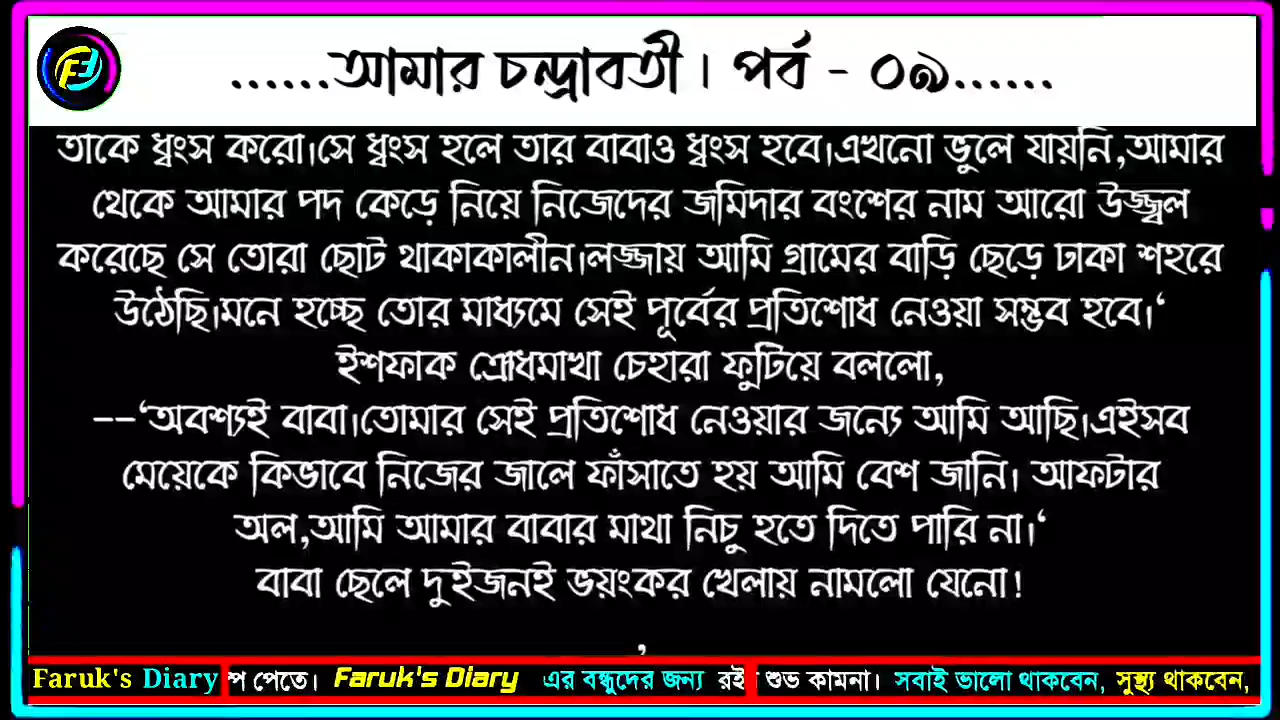 ......আমার চন্দ্রাবতী। পর্ব - ০৯......
তাকে ধ্বংস করো।সে ধ্বংস হলে তার বাবাও ধ্বংস হবে।এখনো ভুলে যায়নি,আমার
থেকে আমার পদ কেড়ে নিয়ে নিজেদের জমিদার বংশের নাম আরো উজ্জ্বল
করেছে সে তোরা ছোট থাকাকালীন।লজ্জায় আমি গ্রামের বাড়ি ছেড়ে ঢাকা শহরে
উঠেছি।মনে হচ্ছে তোর মাধ্যমে সেই পূর্বের প্রতিশোধ নেওয়া সম্ভব হবে।‘
ইশফাক ক্রোধমাখা চেহারা ফুটিয়ে বললো,
--‘অবশ্যই বাবা।তোমার সেই প্রতিশোধ নেওয়ার জন্যে আমি আছি।এইসব
মেয়েকে কিভাবে নিজের জালে ফাঁসাতে হয় আমি বেশ জানি। আফটার
অল,আমি আমার বাবার মাথা নিচু হতে দিতে পারি না।‘
বাবা ছেলে দুইজনই ভয়ংকর খেলায় নামলো যেনো!
,
Faruk's Diary প পেতে। Faruk's Diary এর বন্ধুদের জন্য রই শুভ কামনা। সবাই ভালো থাকবেন, সুস্থ্য থাকবেন,